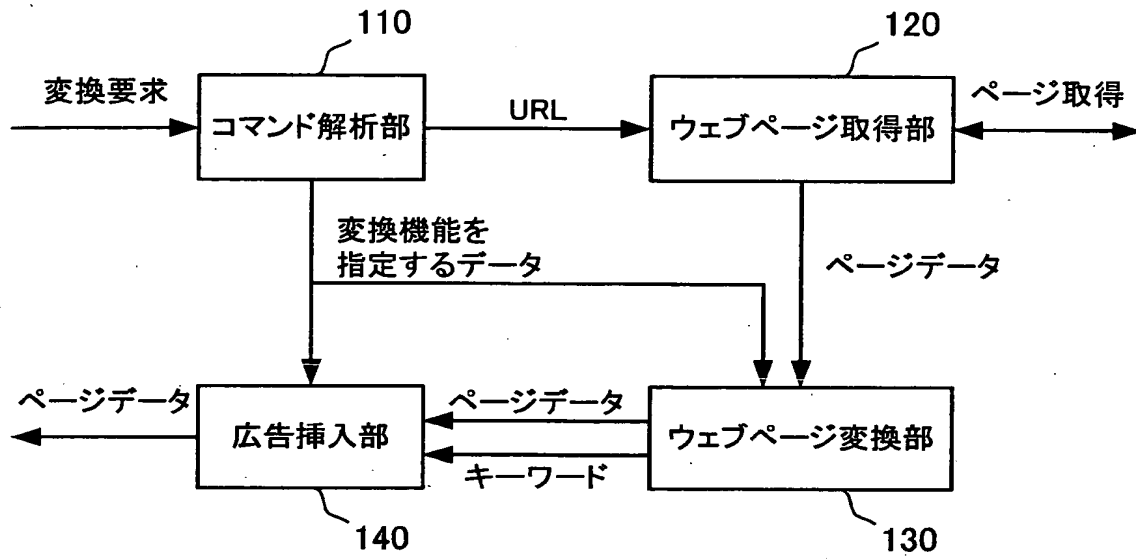 110
120
変換要求
コマンド解析部
URL
ウェブページ取得部
ページ取得
変換機能を
指定するデータ
ページデータ
ページデータ
広告挿入部
ページデータ
キーワード
ウェブページ変換部
140
130